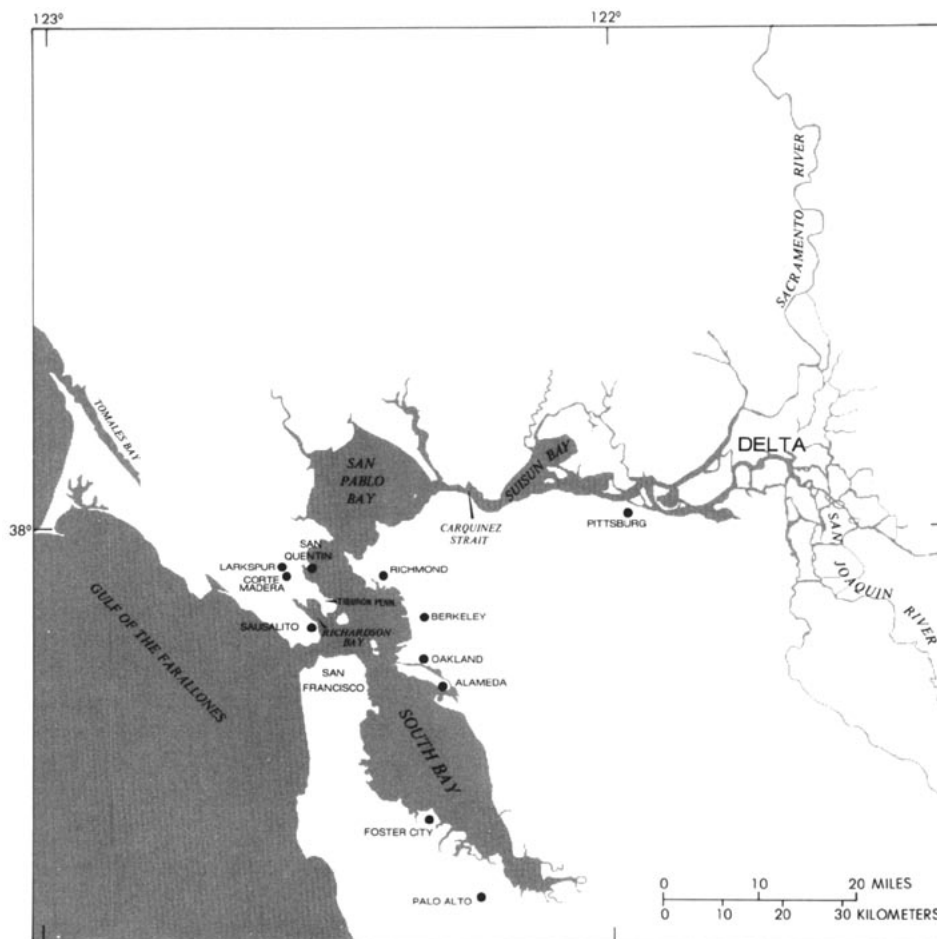 123°
122°
SACRAMENTO RIVER
TOMALES BAY
SAN
PABLO
BAY
SUISUN BAY
DELTA
CARQUINEZ
STRAIT
PITTSBURG
38°
SAN JOAQUIN RIVER
SAN
QUENTIN
LARKSPUR
CORTE
MADERA
RICHMOND
TIBURON PENN.
BERKELEY
SAUSALITO
RICHARDSON
BAY
GULF OF THE FARALLONES
OAKLAND
SAN
FRANCISCO
ALAMEDA
SOUTH BAY
FOSTER CITY
PALO ALTO
0 10 20 MILES
0 10 20 30 KILOMETERS